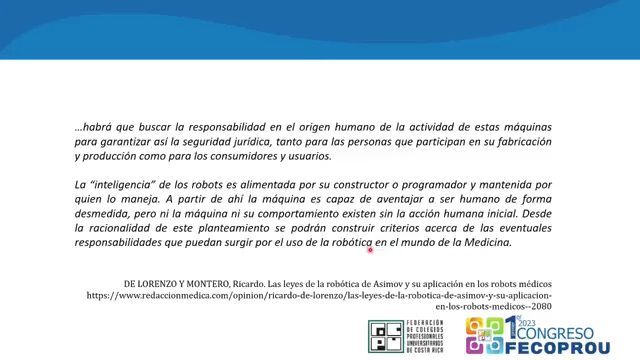 …habrá que buscar la responsabilidad en el origen humano de la actividad de estas máquinas
para garantizar así la seguridad jurídica, tanto para las personas que participan en su fabricación
y producción como para los consumidores y usuarios.
La “inteligencia” de los robots es alimentada por su constructor o programador y mantenida por
quien lo maneja. A partir de ahí la máquina es capaz de aventajar a ser humano de forma
desmedida, pero ni la máquina ni su comportamiento existen sin la acción humana inicial. Desde
la racionalidad de este planteamiento se podrán construir criterios acerca de las eventuales
responsabilidades que puedan surgir por el uso de la robótica en el mundo de la Medicina.
DE LORENZO Y MONTERO, Ricardo. Las leyes de la robótica de Asimov y su aplicación en los robots médicos
https://www.redaccionmedica.com/opinion/ricardo-de-lorenzo/las-leyes-de-la-robotica-de-asimov-y-su-aplicacion-
en-los-robots-medicos--2080
FEDERACIÓN
DE COLEGIOS
PROFESIONALES
UNIVERSITARIOS
DE COSTA RICA
1er 2023
CONGRESO
FECOPROU